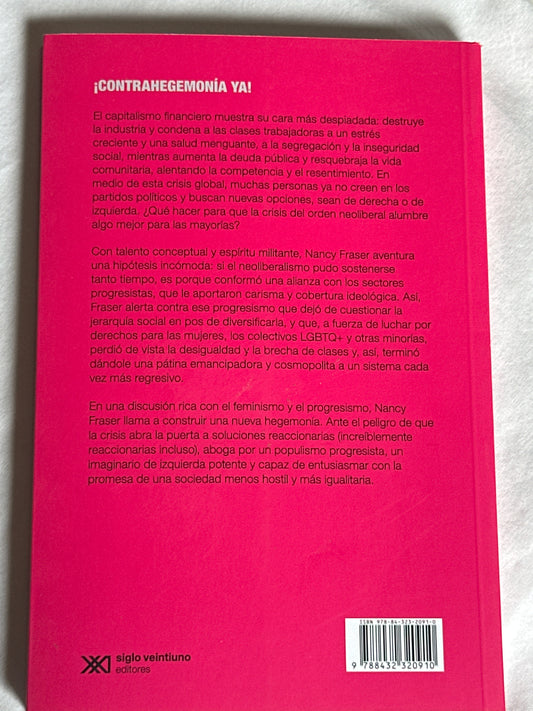 ¡CONTRAHEGEMONÍA YA!
El capitalismo financiero muestra su cara más despiadada: destruye
la industria y condena a las clases trabajadoras a un estrés
creciente y una salud menguante, a la segregación y la inseguridad
social, mientras aumenta la deuda pública y resquebraja la vida
comunitaria, alentando la competencia y el resentimiento. En
medio de esta crisis global, muchas personas ya no creen en los
partidos políticos y buscan nuevas opciones, sean de derecha o de
izquierda. ¿Qué hacer para que la crisis del orden neoliberal alumbre
algo mejor para las mayorías?
Con talento conceptual y espíritu militante, Nancy Fraser aventura
una hipótesis incómoda: si el neoliberalismo pudo sostenerse
tanto tiempo, es porque conformó una alianza con los sectores
progresistas, que le aportaron carisma y cobertura ideológica. Así,
Fraser alerta contra ese progresismo que dejó de cuestionar la
jerarquía social en pos de diversificarla, y que, a fuerza de luchar por
derechos para las mujeres, los colectivos LGBTQ+ y otras minorías,
perdió de vista la desigualdad y la brecha de clases y, así, terminó
dándole una pátina emancipadora y cosmopolita a un sistema cada
vez más regresivo.
En una discusión rica con el feminismo y el progresismo, Nancy
Fraser llama a construir una nueva hegemonía. Ante el peligro de que
la crisis abra la puerta a soluciones reaccionarias (increíblemente
reaccionarias incluso), aboga por un populismo progresista, un
imaginario de izquierda potente y capaz de entusiasmar con la
promesa de una sociedad menos hostil y más igualitaria.
siglo veintiuno
editores
ISBN 978-84-323-2091-0
9 788432 320910